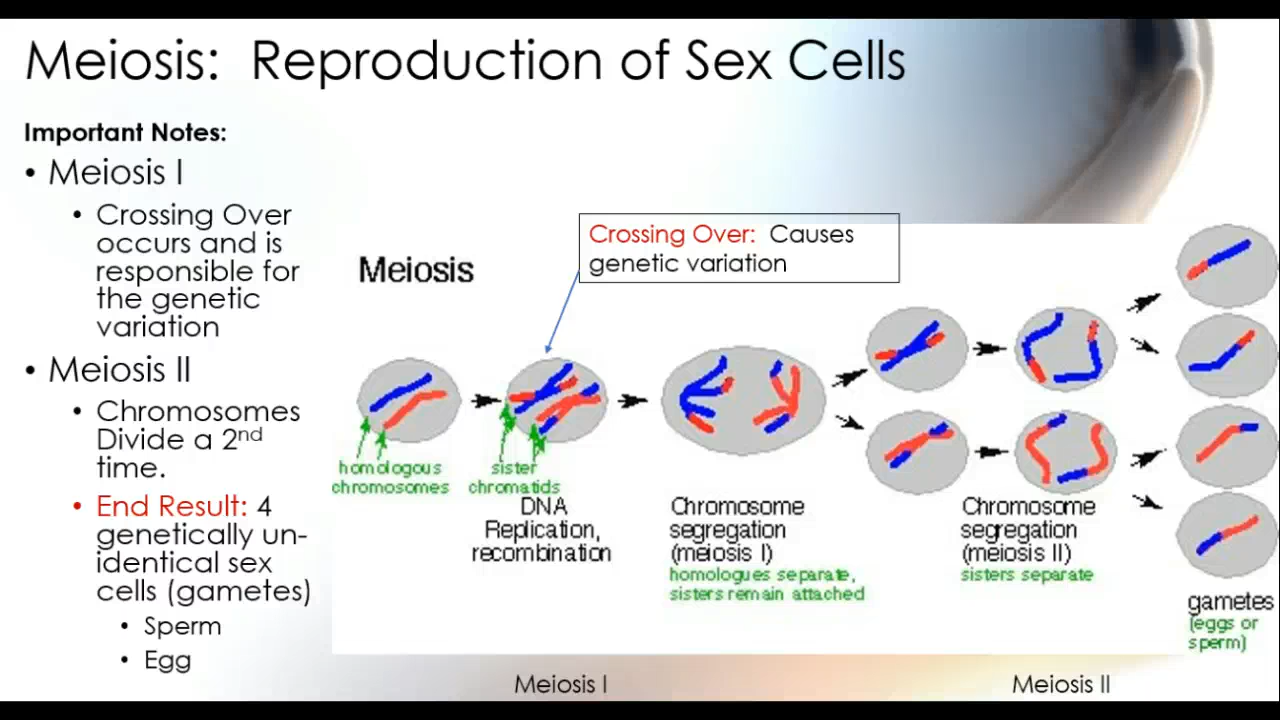 Meiosis:  Reproduction of Sex Cells
Important Notes:
• Meiosis I
• Crossing Over
occurs and is
responsible for
the genetic
variation
• Meiosis II
• Chromosomes
Divide a 2nd
time.
• End Result: 4
genetically un-
identical sex
cells (gametes)
• Sperm
• Egg
Crossing Over:  Causes
genetic variation
Meiosis
homologous
chromosomes
sister
chromatids
DNA
Replication,
recombination
Chromosome
segregation
(meiosis I)
homologues separate,
sisters remain attached
Chromosome
segregation
(meiosis II)
sisters separate
gametes
(eggs or
sperm)
Meiosis I
Meiosis II